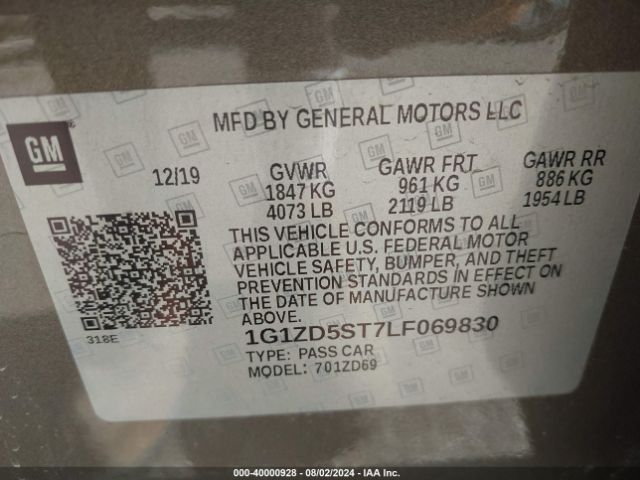 MFD BY GENERAL MOTORS LLC
GM
12/19
GVWR
1847 KG
4073 LB
GAWR FRT
961 KG
2119 LB
GAWR RR
886 KG
1954 LB
THIS VEHICLE CONFORMS TO ALL
APPLICABLE U.S. FEDERAL MOTOR
VEHICLE SAFETY, BUMPER, AND THEFT
PREVENTION STANDARDS IN EFFECT ON
THE DATE OF MANUFACTURE SHOWN
ABOVE.
318E
1G1ZD5ST7LF069830
TYPE: PASS CAR
MODEL: 701ZD69
000-40000928 - 08/02/2024 - IAA Inc.